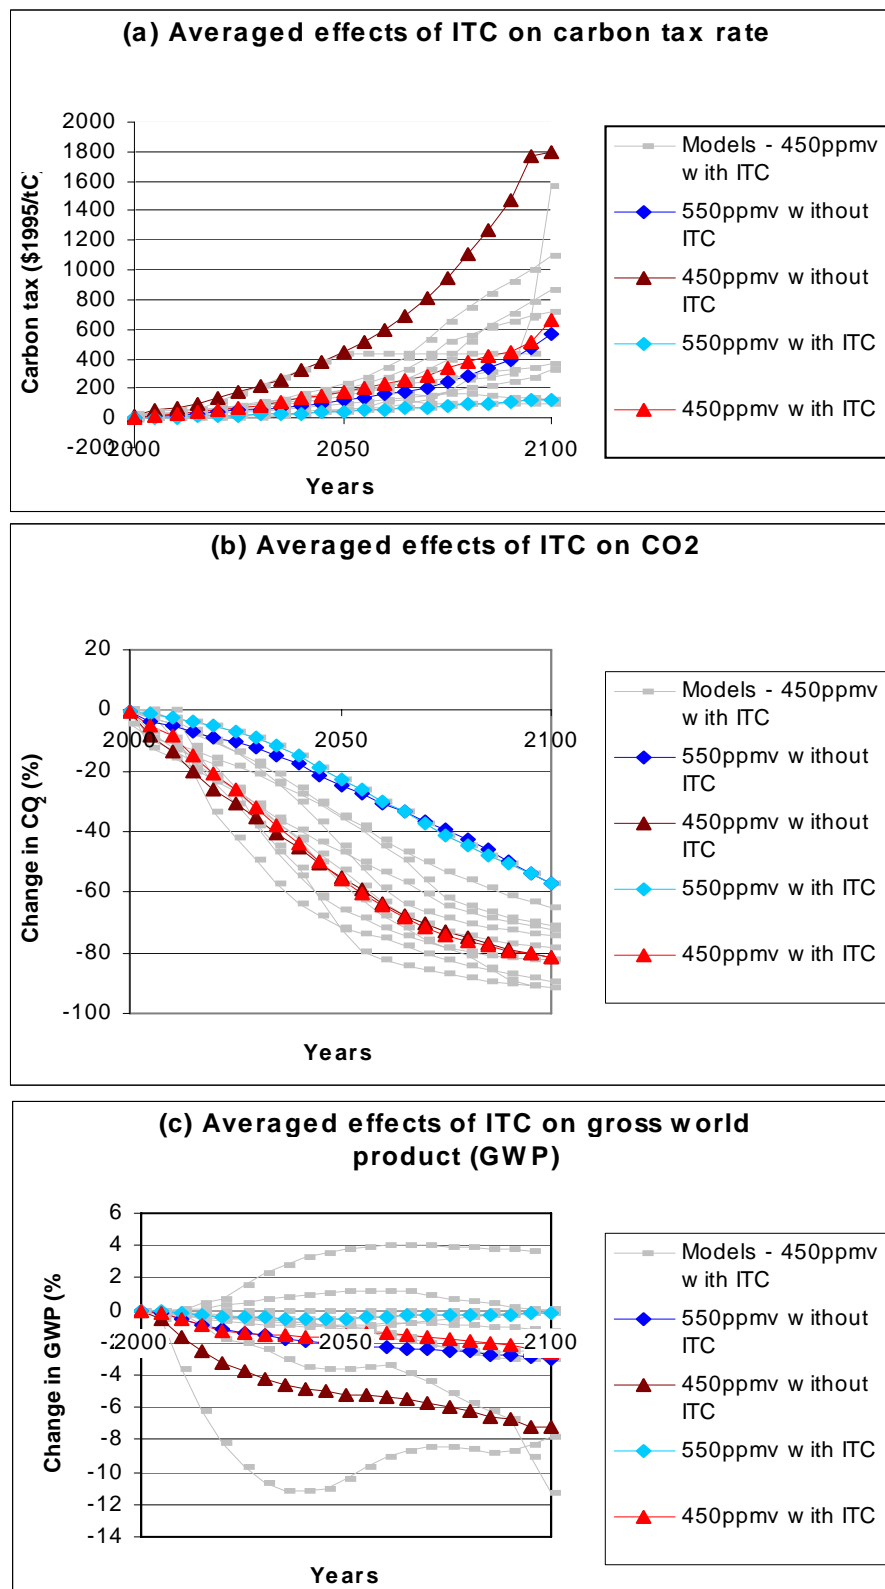 (a) Averaged effects of ITC on carbon tax rate
2000
1800
1600
1400
1200
1000
800
600
400
200
0
-200
2000
2050
2100
Carbon tax ($1995/tC)
Years
Models - 450ppmv
w ith ITC
550ppmv w ithout
ITC
450ppmv w ithout
ITC
550ppmv w ith ITC
450ppmv w ith ITC
(b) Averaged effects of ITC on CO2
20
0
-20
-40
-60
-80
-100
2000
2050
2100
Change in CO2 (%)
Years
Models - 450ppmv
w ith ITC
550ppmv w ithout
ITC
450ppmv w ithout
ITC
550ppmv w ith ITC
450ppmv w ith ITC
(c) Averaged effects of ITC on gross world
product (GWP)
6
4
2
0
-2
-4
-6
-8
-10
-12
-14
2000
2050
2100
Change in GWP (%
Years
Models - 450ppmv
w ith ITC
550ppmv w ithout
ITC
450ppmv w ithout
ITC
550ppmv w ith ITC
450ppmv w ith ITC